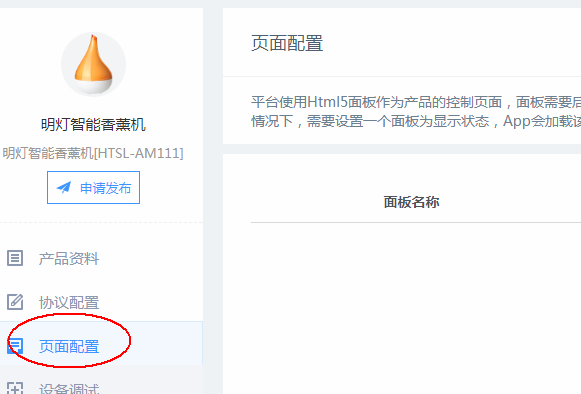 明灯智能香薰机
明灯智能香薰机[HTSL-AM111]
申请发布
产品资料
协议配置
页面配置
设备调试
页面配置
平台使用Html5面板作为产品的控制页面，面板需要后
情况下，需要设置一个面板为显示状态，App会加载该
面板名称